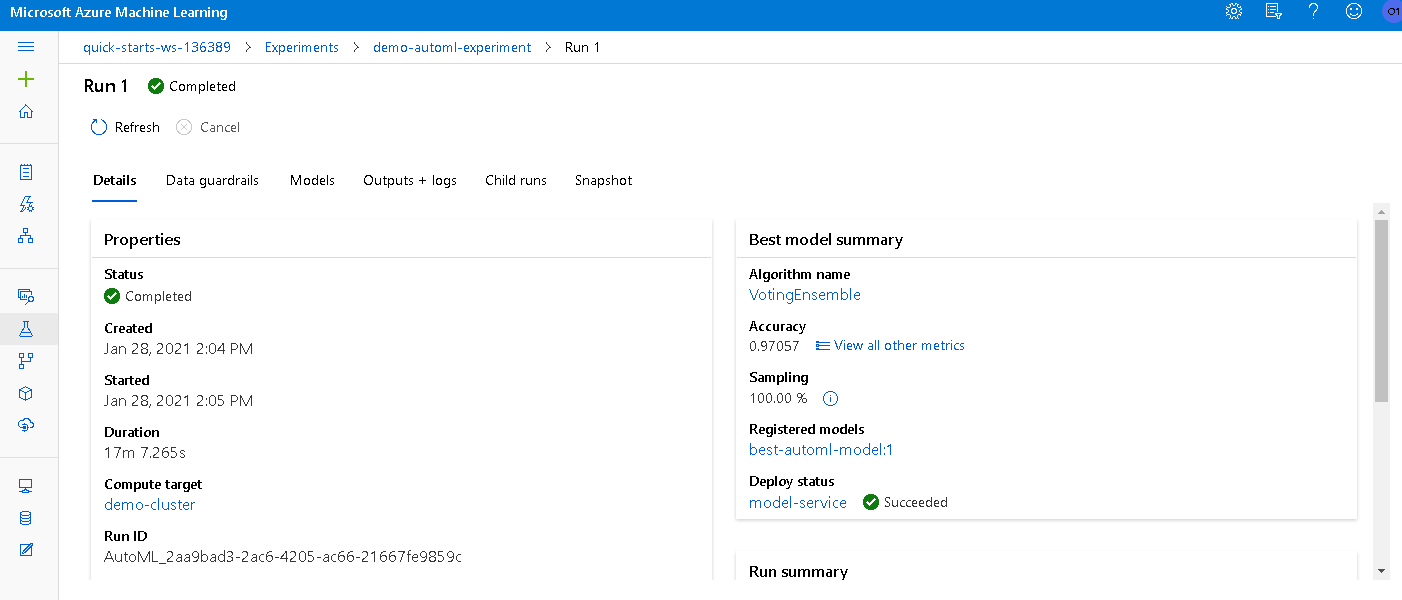 Microsoft Azure Machine Learning
01
quick-starts-ws-136389 > Experiments > demo-automl-experiment > Run 1
Run 1 Completed
Refresh Cancel
Details Data guardrails Models Outputs + logs Child runs Snapshot
Properties
Status
Completed
Created
Jan 28, 2021 2:04 PM
Started
Jan 28, 2021 2:05 PM
Duration
17m 7.265s
Compute target
demo-cluster
Run ID
AutoML_2aa9bad3-2ac6-4205-ac66-21667fe9859c
Best model summary
Algorithm name
VotingEnsemble
Accuracy
0.97057 View all other metrics
Sampling
100.00 %
Registered models
best-automl-model:1
Deploy status
model-service Succeeded
Run summary